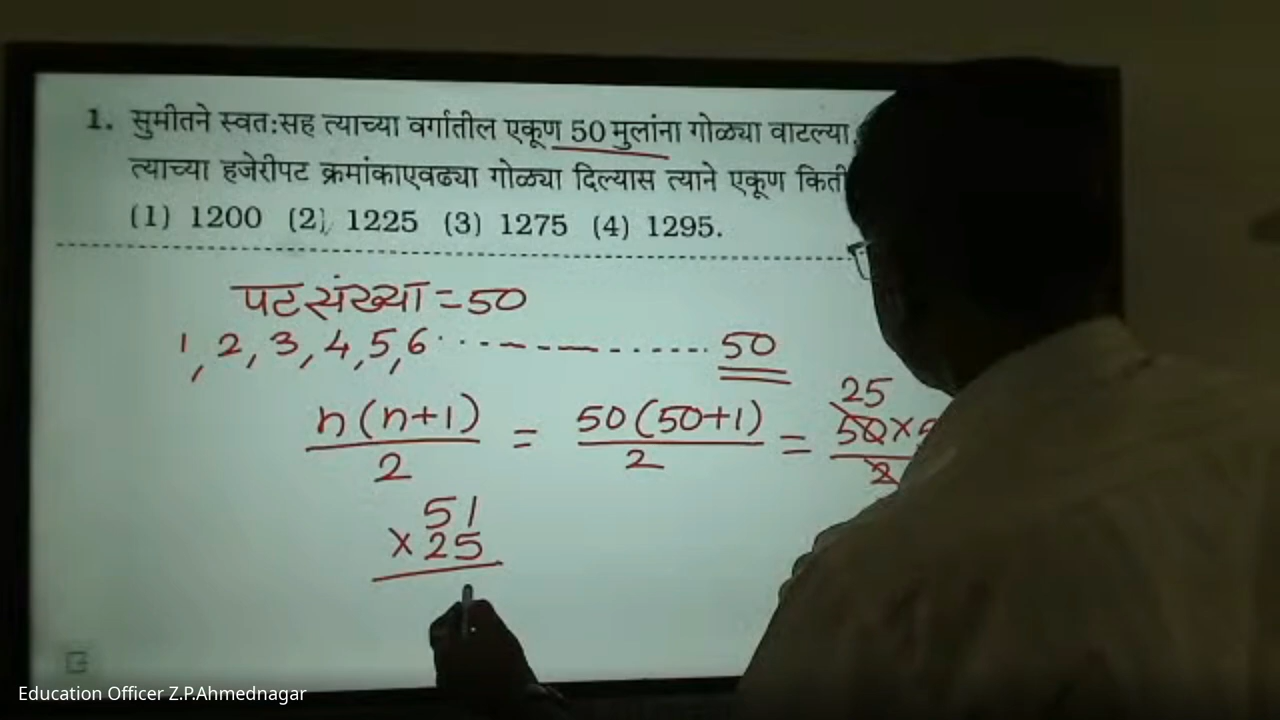 1. सुमीतने स्वत:सह त्याच्या वर्गातील एकूण 50 मुलांना गोळ्या वाटल्या,
त्याच्या हजेरीपट क्रमांकाएवढ्या गोळ्या दिल्यास त्याने एकूण किती
(1) 1200 (2) 1225 (3) 1275 (4) 1295.
पटसंख्या = 50
1, 2, 3, 4, 5, 6 ............ 50
n(n+1)/2 = 50(50+1)/2 = 50×
2
25
51
×25
Education Officer Z.P.Ahmednagar